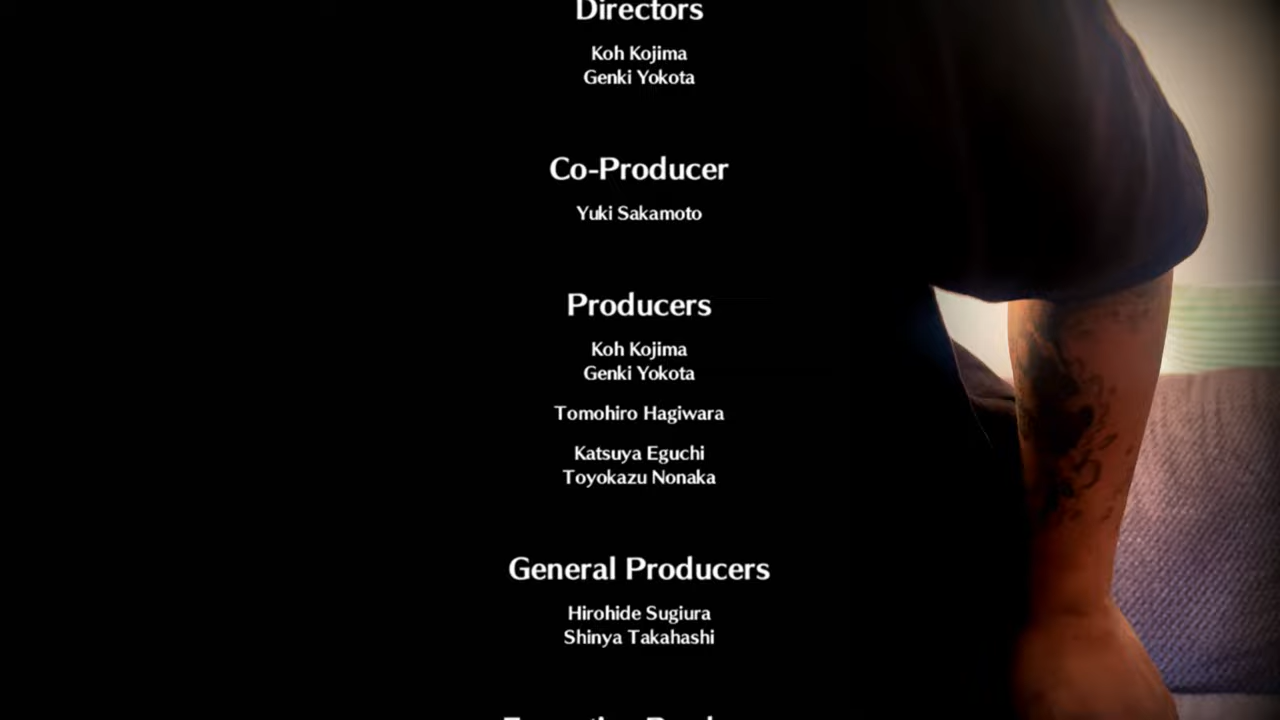 Directors
Koh Kojima
Genki Yokota
Co-Producer
Yuki Sakamoto
Producers
Koh Kojima
Genki Yokota
Tomohiro Hagiwara
Katsuya Eguchi
Toyokazu Nonaka
General Producers
Hirohide Sugiura
Shinya Takahashi